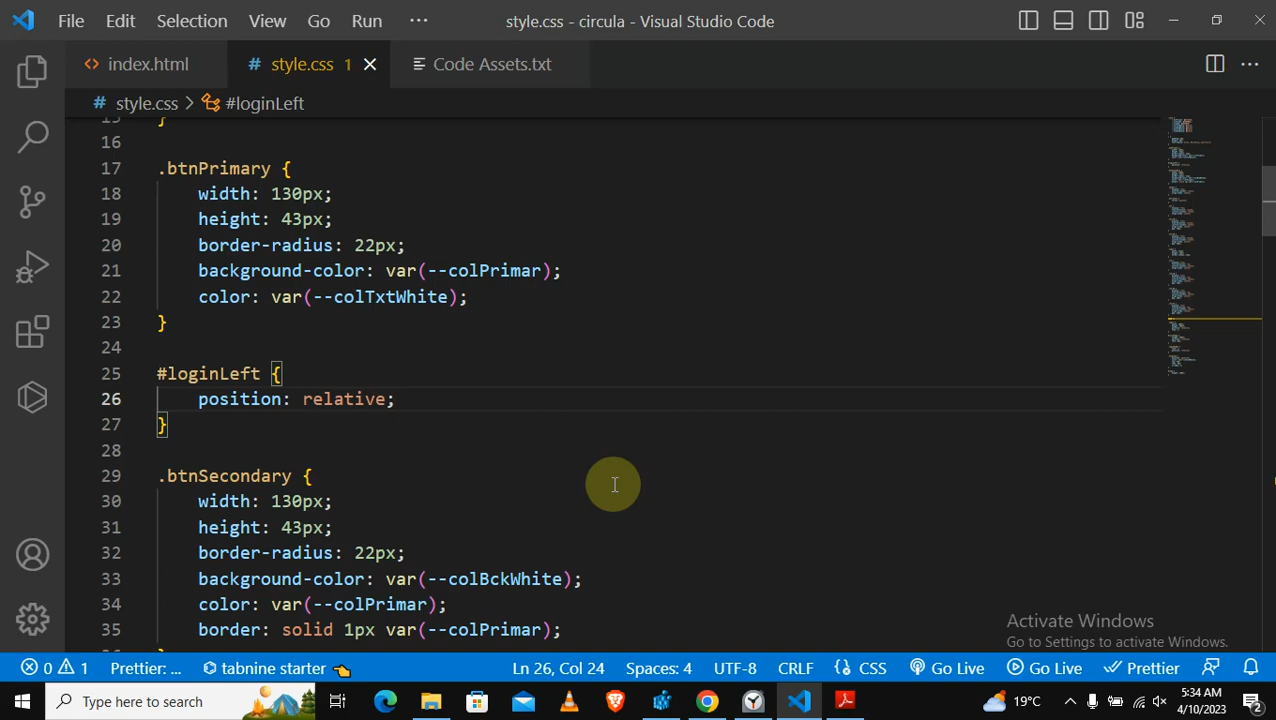 File Edit Selection View Go Run ··· style.css - circula - Visual Studio Code
<> index.html # style.css 1 × Code Assets.txt ···
# style.css > #loginLeft
15 }
16
17 .btnPrimary {
18 width: 130px;
19 height: 43px;
20 border-radius: 22px;
21 background-color: var(--colPrimar);
22 color: var(--colTxtWhite);
23 }
24
25 #loginLeft {
26 position: relative;
27 }
28
29 .btnSecondary {
30 width: 130px;
31 height: 43px;
32 border-radius: 22px;
33 background-color: var(--colBckWhite);
34 color: var(--colPrimar);
35 border: solid 1px var(--colPrimar);
Activate Windows
Go to Settings to activate Windows.
0 1 Prettier: ... tabnine starter Ln 26, Col 24 Spaces: 4 UTF-8 CRLF {} CSS Go Live Go Live Prettier
Type here to search 19°C 5:34 AM
4/10/2023 2